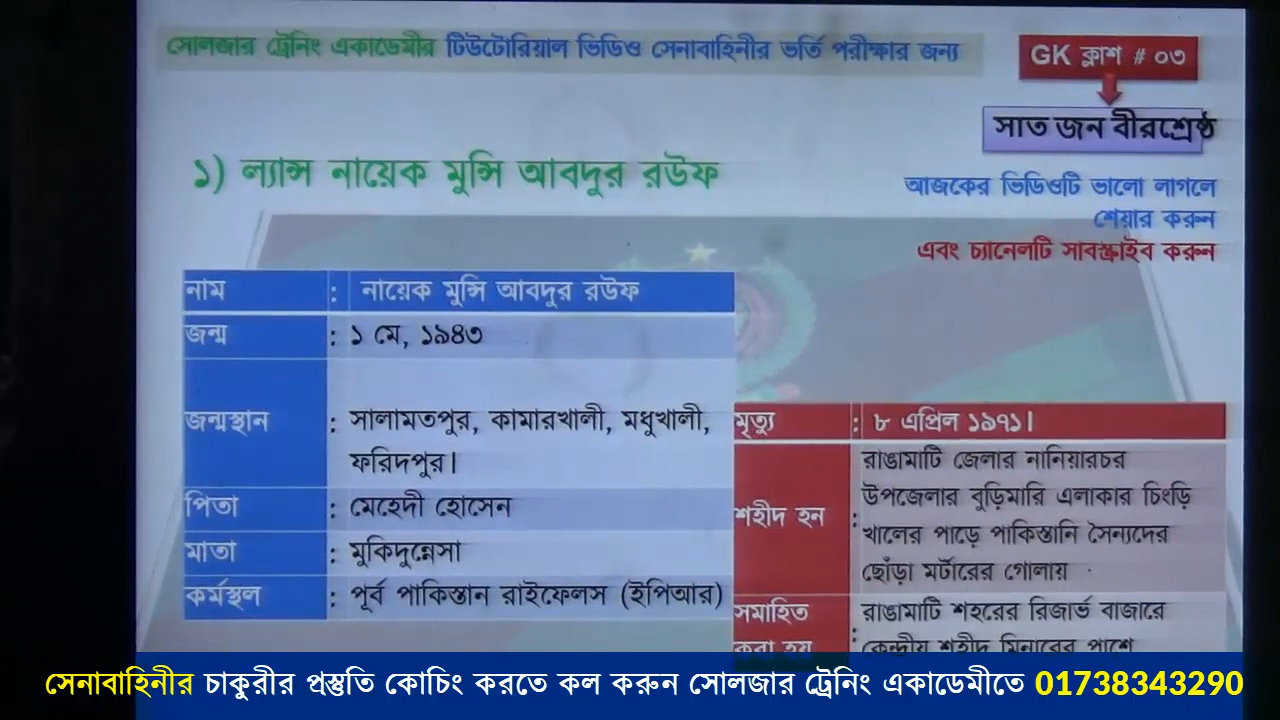 সোলজার ট্রেনিং একাডেমীর টিউটোরিয়াল ভিডিও সেনাবাহিনীর ভর্তি পরীক্ষার জন্য
GK ক্লাশ # ০৩
সাত জন বীরশ্রেষ্ঠ
১) ল্যান্স নায়েক মুন্সি আবদুর রউফ
আজকের ভিডিওটি ভালো লাগলে
শেয়ার করুন
এবং চ্যানেলটি সাবস্ক্রাইব করুন
নাম : নায়েক মুন্সি আবদুর রউফ
জন্ম : ১ মে, ১৯৪৩
জন্মস্থান : সালামতপুর, কামারখালী, মধুখালী,
ফরিদপুর।
পিতা : মেহেদী হোসেন
মাতা : মুকিদুন্নেসা
কর্মস্থল : পূর্ব পাকিস্তান রাইফেলস (ইপিআর)
মৃত্যু : ৮ এপ্রিল ১৯৭১।
শহীদ হন : রাঙামাটি জেলার নানিয়ারচর
উপজেলার বুড়িমারি এলাকার চিংড়ি
খালের পাড়ে পাকিস্তানি সৈন্যদের
ছোঁড়া মর্টারের গোলায়
সমাহিত করা হয় : রাঙামাটি শহরের রিজার্ভ বাজারে
কেন্দ্রীয় শহীদ মিনারের পাশে
সেনাবাহিনীর চাকুরীর প্রস্তুতি কোচিং করতে কল করুন সোলজার ট্রেনিং একাডেমীতে 01738343290